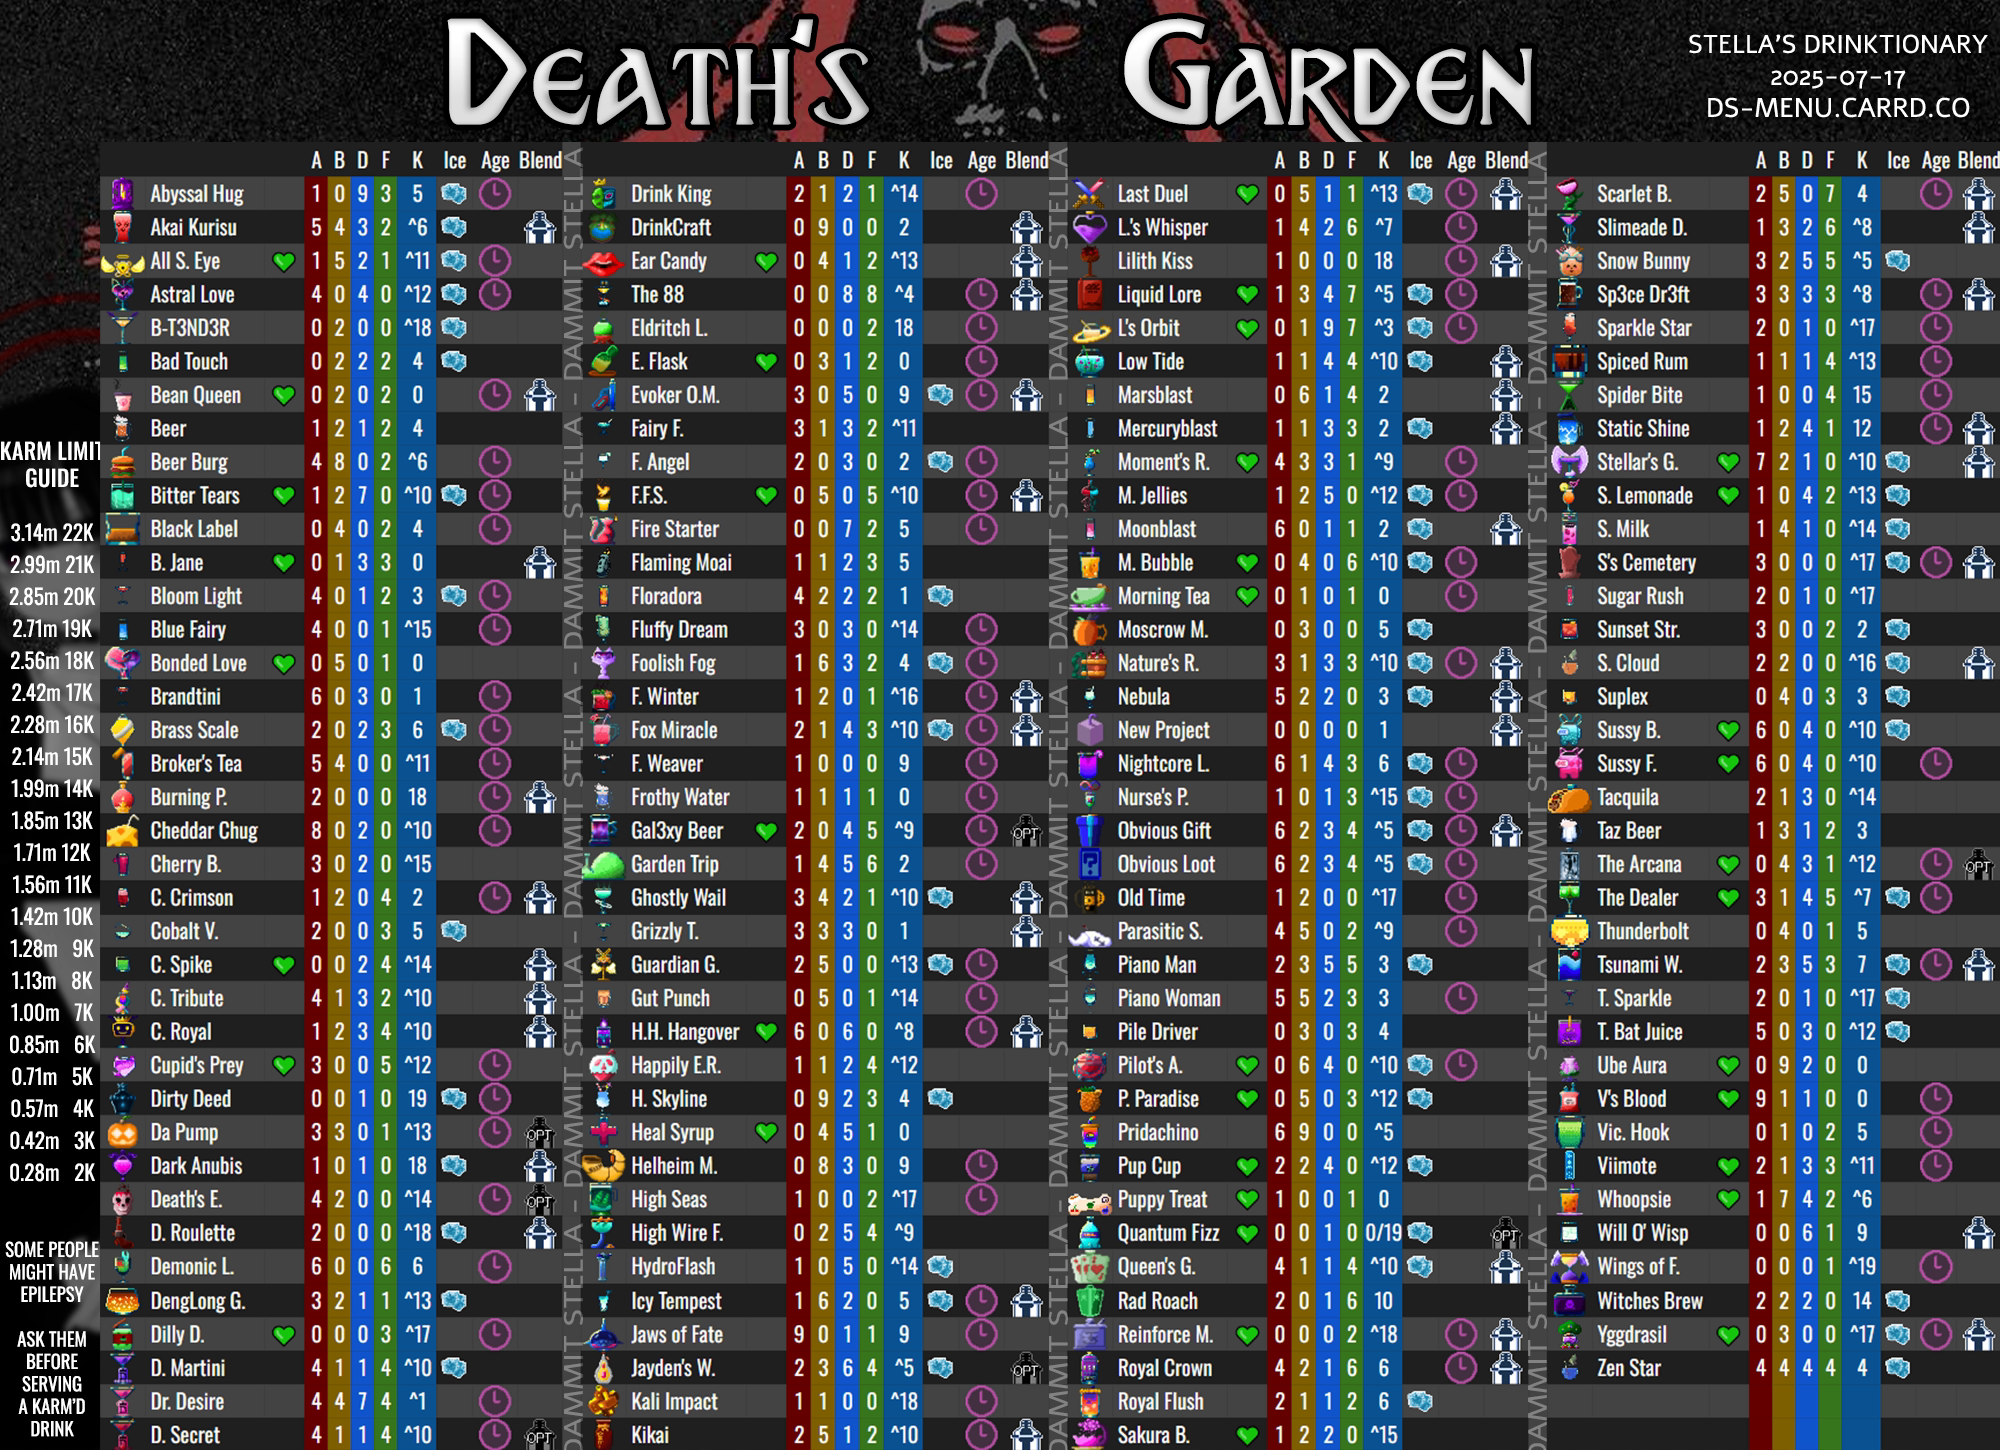 DEATH'S GARDEN
STELLA'S DRINKTIONARY
2025-07-17
DS-MENU.CARRD.CO
A B D F K Ice Age Blend
Abyssal Hug 1 0 9 3 5
Akai Kurisu 5 4 3 2 ^6
All S. Eye 1 5 2 1 ^11
Astral Love 4 0 4 0 ^12
B-T3ND3R 0 2 0 0 ^18
Bad Touch 0 2 2 2 4
Bean Queen 0 2 0 2 0
Beer 1 2 1 2 4
Beer Burg 4 8 0 2 ^6
Bitter Tears 1 2 7 0 ^10
Black Label 0 4 0 2 4
B. Jane 0 1 3 3 0
Bloom Light 4 0 1 2 3
Blue Fairy 4 0 0 1 ^15
Bonded Love 0 5 0 1 0
Brandtini 6 0 3 0 1
Brass Scale 2 0 2 3 6
Broker's Tea 5 4 0 0 ^11
Burning P. 2 0 0 0 18
Cheddar Chug 8 0 2 0 ^10
Cherry B. 3 0 2 0 ^15
C. Crimson 1 2 0 4 2
Cobalt V. 2 0 0 3 5
C. Spike 0 0 2 4 ^14
C. Tribute 4 1 3 2 ^10
C. Royal 1 2 3 4 ^10
Cupid's Prey 3 0 0 5 ^12
Dirty Deed 0 0 1 0 19
Da Pump 3 3 0 1 ^13 OPT
Dark Anubis 1 0 1 0 18
Death's E. 4 2 0 0 ^14 OPT
D. Roulette 2 0 0 0 ^18
Demonic L. 6 0 0 6 6
DengLong G. 3 2 1 1 ^13
Dilly D. 0 0 0 3 ^17
D. Martini 4 1 1 4 ^10
Dr. Desire 4 4 7 4 ^1
D. Secret 4 1 1 4 ^10 OPT
A B D F K Ice Age Blend
Drink King 2 1 2 1 ^14
DrinkCraft 0 9 0 0 2
Ear Candy 0 4 1 2 ^13
The 88 0 0 8 8 ^4
Eldritch L. 0 0 0 2 18
E. Flask 0 3 1 2 0
Evoker O.M. 3 0 5 0 9
Fairy F. 3 1 3 2 ^11
F. Angel 2 0 3 0 2
F.F.S. 0 5 0 5 ^10
Fire Starter 0 0 7 2 5
Flaming Moai 1 1 2 3 5
Floradora 4 2 2 2 1
Fluffy Dream 3 0 3 0 ^14
Foolish Fog 1 6 3 2 4
F. Winter 1 2 0 1 ^16
Fox Miracle 2 1 4 3 ^10
F. Weaver 1 0 0 0 9
Frothy Water 1 1 1 1 0
Gal3xy Beer 2 0 4 5 ^9 OPT
Garden Trip 1 4 5 6 2
Ghostly Wail 3 4 2 1 ^10
Grizzly T. 3 3 3 0 1
Guardian G. 2 5 0 0 ^13
Gut Punch 0 5 0 1 ^14
H.H. Hangover 6 0 6 0 ^8
Happily E.R. 1 1 2 4 ^12
H. Skyline 0 9 2 3 4
Heal Syrup 0 4 5 1 0
Helheim M. 0 8 3 0 9
High Seas 1 0 0 2 ^17
High Wire F. 0 2 5 4 ^9
HydroFlash 1 0 5 0 ^14
Icy Tempest 1 6 2 0 5
Jaws of Fate 9 0 1 1 9
Jayden's W. 2 3 6 4 ^5 OPT
Kali Impact 1 1 0 0 ^18
Kikai 2 5 1 2 ^10
A B D F K Ice Age Blend
Last Duel 0 5 1 1 ^13
L.'s Whisper 1 4 2 6 ^7
Lilith Kiss 1 0 0 0 18
Liquid Lore 1 3 4 7 ^5
L's Orbit 0 1 9 7 ^3
Low Tide 1 1 4 4 ^10
Marsblast 0 6 1 4 2
Mercuryblast 1 1 3 3 2
Moment's R. 4 3 3 1 ^9
M. Jellies 1 2 5 0 ^12
Moonblast 6 0 1 1 2
M. Bubble 0 4 0 6 ^10
Morning Tea 0 1 0 1 0
Moscrow M. 0 3 0 0 5
Nature's R. 3 1 3 3 ^10
Nebula 5 2 2 0 3
New Project 0 0 0 0 1
Nightcore L. 6 1 4 3 6
Nurse's P. 1 0 1 3 ^15
Obvious Gift 6 2 3 4 ^5
Obvious Loot 6 2 3 4 ^5
Old Time 1 2 0 0 ^17
Parasitic S. 4 5 0 2 ^9
Piano Man 2 3 5 5 3
Piano Woman 5 5 2 3 3
Pile Driver 0 3 0 3 4
Pilot's A. 0 6 4 0 ^10
P. Paradise 0 5 0 3 ^12
Pridachino 6 9 0 0 ^5
Pup Cup 2 2 4 0 ^12
Puppy Treat 1 0 0 1 0
Quantum Fizz 0 0 1 0 0/19 OPT
Queen's G. 4 1 1 4 ^10
Rad Roach 2 0 1 6 10
Reinforce M. 0 0 0 2 ^18
Royal Crown 4 2 1 6 6
Royal Flush 2 1 1 2 6
Sakura B. 1 2 2 0 ^15
A B D F K Ice Age Blend
Scarlet B. 2 5 0 7 4
Slimeade D. 1 3 2 6 ^8
Snow Bunny 3 2 5 5 ^5
Sp3ce Dr3ft 3 3 3 3 ^8
Sparkle Star 2 0 1 0 ^17
Spiced Rum 1 1 1 4 ^13
Spider Bite 1 0 0 4 15
Static Shine 1 2 4 1 12
Stellar's G. 7 2 1 0 ^10
S. Lemonade 1 0 4 2 ^13
S. Milk 1 4 1 0 ^14
S's Cemetery 3 0 0 0 ^17
Sugar Rush 2 0 1 0 ^17
Sunset Str. 3 0 0 2 2
S. Cloud 2 2 0 0 ^16
Suplex 0 4 0 3 3
Sussy B. 6 0 4 0 ^10
Sussy F. 6 0 4 0 ^10
Tacquila 2 1 3 0 ^14
Taz Beer 1 3 1 2 3
The Arcana 0 4 3 1 ^12 OPT
The Dealer 3 1 4 5 ^7
Thunderbolt 0 4 0 1 5
Tsunami W. 2 3 5 3 7
T. Sparkle 2 0 1 0 ^17
T. Bat Juice 5 0 3 0 ^12
Ube Aura 0 9 2 0 0
V's Blood 9 1 1 0 0
Vic. Hook 0 1 0 2 5
Viimote 2 1 3 3 ^11
Whoopsie 1 7 4 2 ^6
Will O' Wisp 0 0 6 1 9
Wings of F. 0 0 0 1 ^19
Witches Brew 2 2 2 0 14
Yggdrasil 0 3 0 0 ^17
Zen Star 4 4 4 4 4
KARM LIMIT
GUIDE
3.14m 22K
2.99m 21K
2.85m 20K
2.71m 19K
2.56m 18K
2.42m 17K
2.28m 16K
2.14m 15K
1.99m 14K
1.85m 13K
1.71m 12K
1.56m 11K
1.42m 10K
1.28m 9K
1.13m 8K
1.00m 7K
0.85m 6K
0.71m 5K
0.57m 4K
0.42m 3K
0.28m 2K
SOME PEOPLE
MIGHT HAVE
EPILEPSY
ASK THEM
BEFORE
SERVING
A KARM'D
DRINK
DAMMIT STELLA - DAMMIT STELLA - DAMMIT STELLA - DAMMIT STELLA
DAMMIT STELLA - DAMMIT STELLA - DAMMIT STELLA - DAMMIT STELLA
DAMMIT STELLA - DAMMIT STELLA - DAMMIT STELLA - DAMMIT STELLA